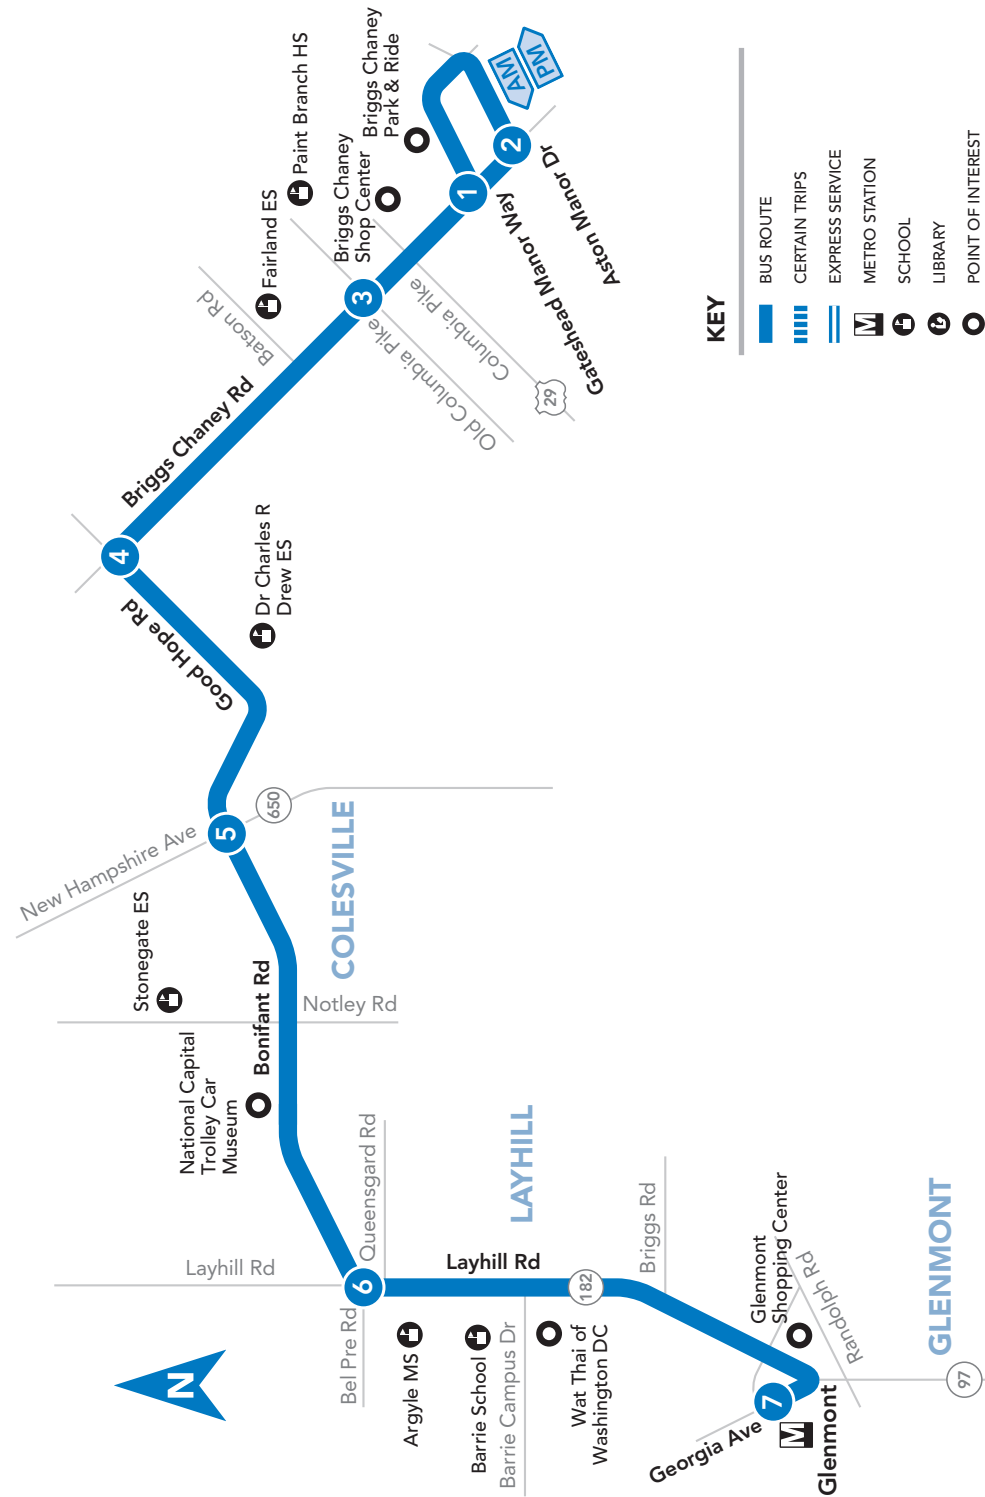 Paint Branch HS
Fairland ES
Briggs Chaney
Park & Ride
Briggs Chaney
Shop Center
AM
PM
1
2
3
Batson Rd
Briggs Chaney Rd
Old Columbia Pike
Columbia Pike
29
Gateshead Manor Way
Aston Manor Dr
4
Good Hope Rd
Dr Charles R
Drew ES
5
650
New Hampshire Ave
COLESVILLE
Stonegate ES
Notley Rd
Bonifant Rd
National Capital
Trolley Car
Museum
Queensgard Rd
Layhill Rd
6
Bel Pre Rd
LAYHILL
Layhill Rd
Argyle MS
Barrie School
Barrie Campus Dr
182
Wat Thai of
Washington DC
Briggs Rd
Glenmont
Shopping Center
Randolph Rd
GLENMONT
97
7
Georgia Ave
M
Glenmont
N
KEY
BUS ROUTE
CERTAIN TRIPS
EXPRESS SERVICE
M
METRO STATION
SCHOOL
LIBRARY
POINT OF INTEREST